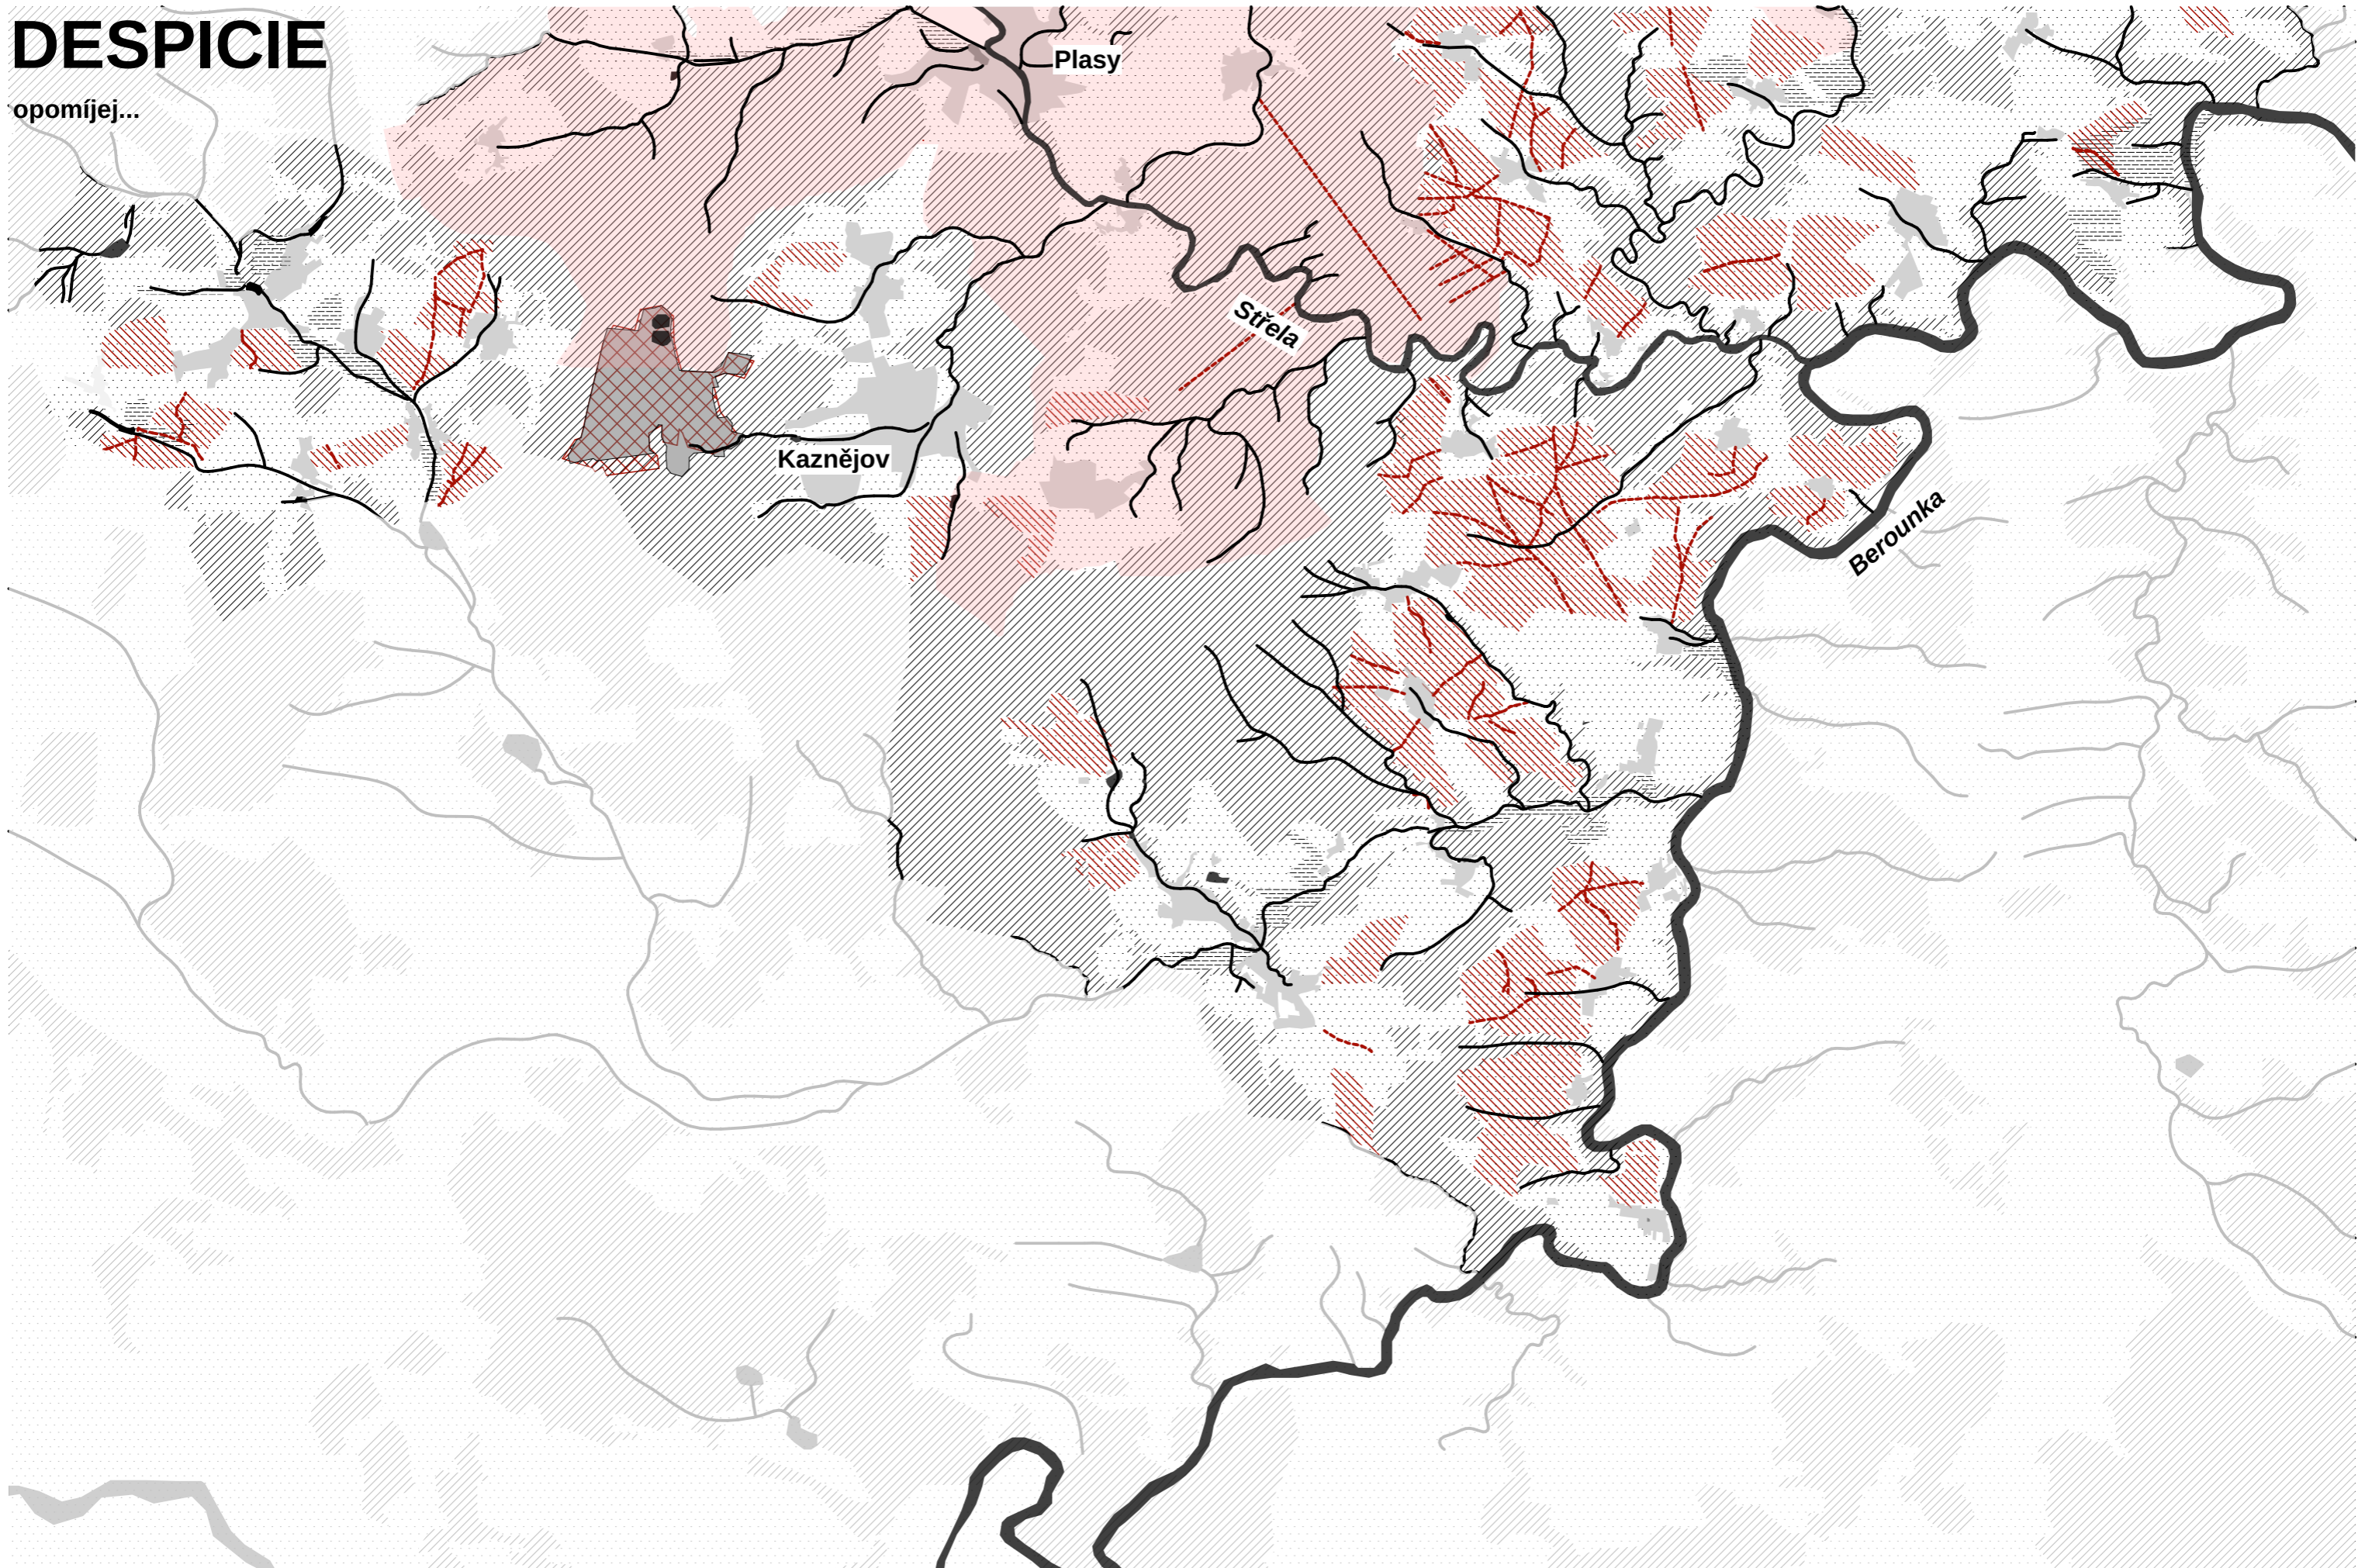 DESPICIE
opomíjej...
Plasy
Střela
Kaznějov
Berounka